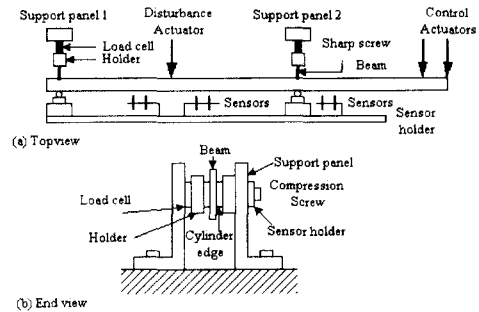 Support panel 1
Disturbance
Actuator
Support panel 2
Control
Actuators
Load cell
Holder
Sharp screw
Beam
Sensors
Sensors
Sensor
holder
(a) Topview
Beam
Support panel
Load cell
Compression
Screw
Holder
Cylinder
edge
Sensor holder
(b) End view